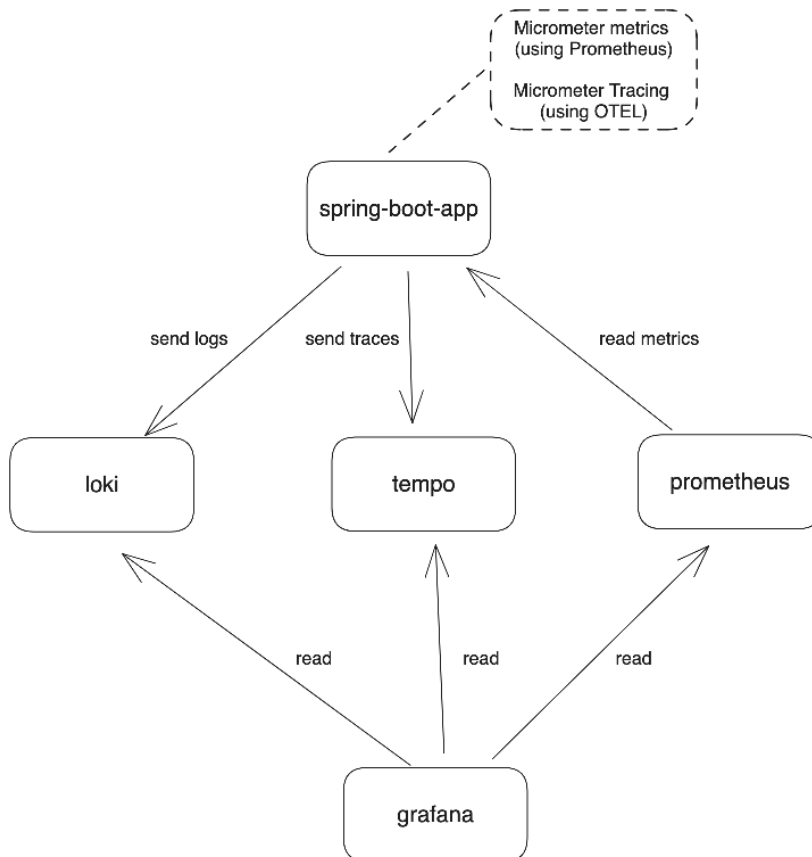 Micrometer metrics
(using Prometheus)
Micrometer Tracing
(using OTEL)
spring-boot-app
send logs
send traces
read metrics
loki
tempo
prometheus
read
read
read
grafana